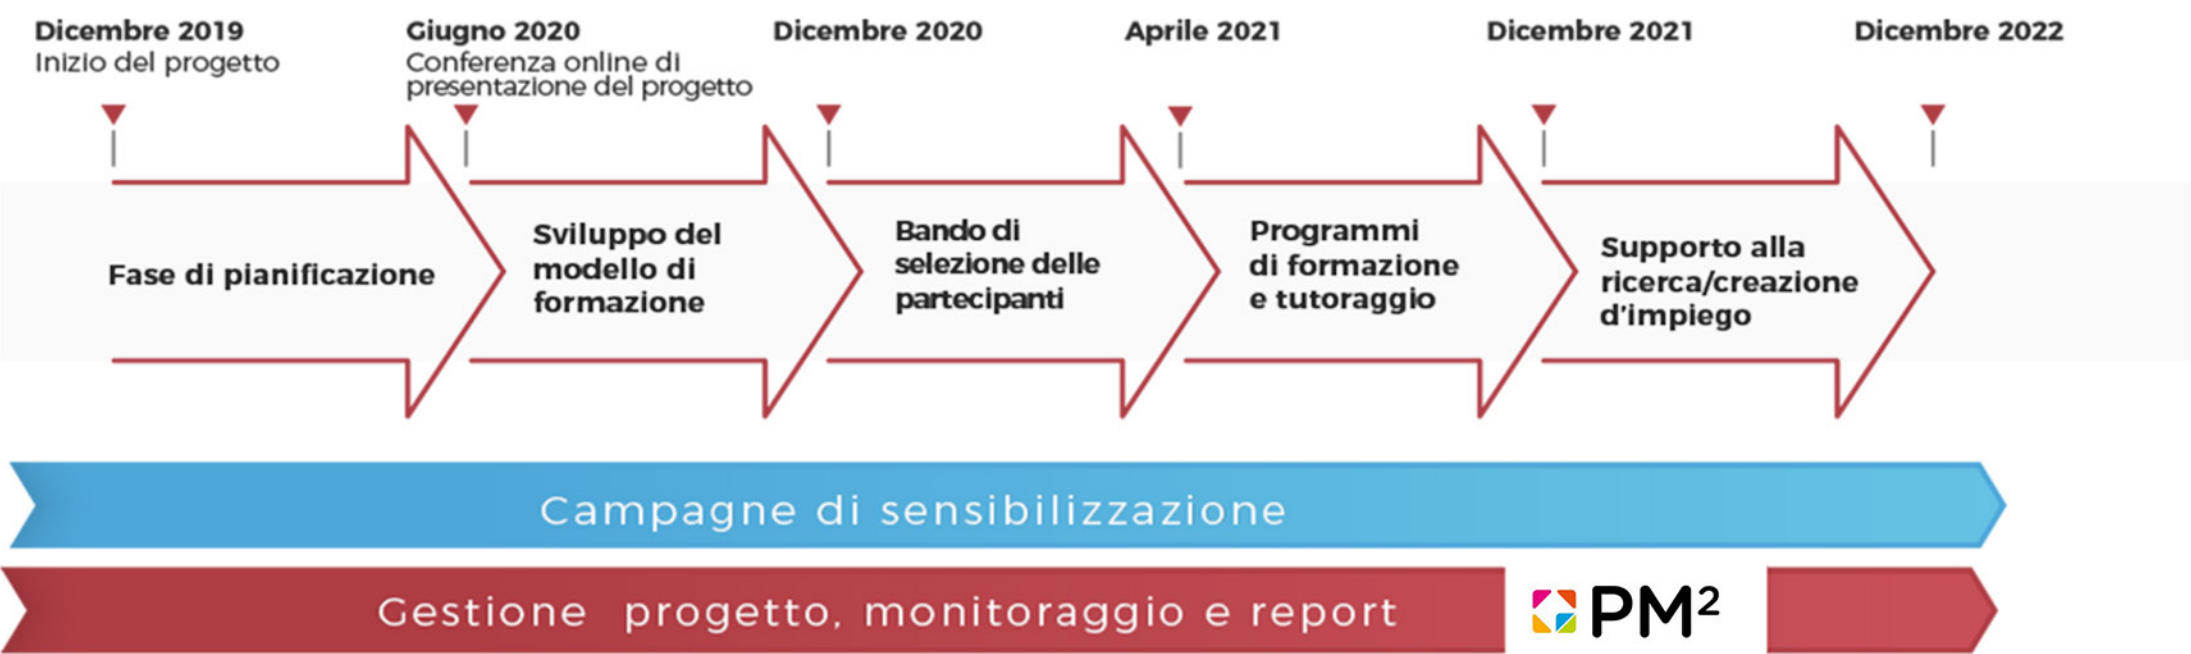 Dicembre 2019
Inizio del progetto
Giugno 2020
Conferenza online di
presentazione del progetto
Dicembre 2020
Aprile 2021
Dicembre 2021
Dicembre 2022
Fase di pianificazione
Sviluppo del
modello di
formazione
Bando di
selezione delle
partecipanti
Programmi
di formazione
e tutoraggio
Supporto alla
ricerca/creazione
d'impiego
Campagne di sensibilizzazione
Gestione progetto, monitoraggio e report
PM²